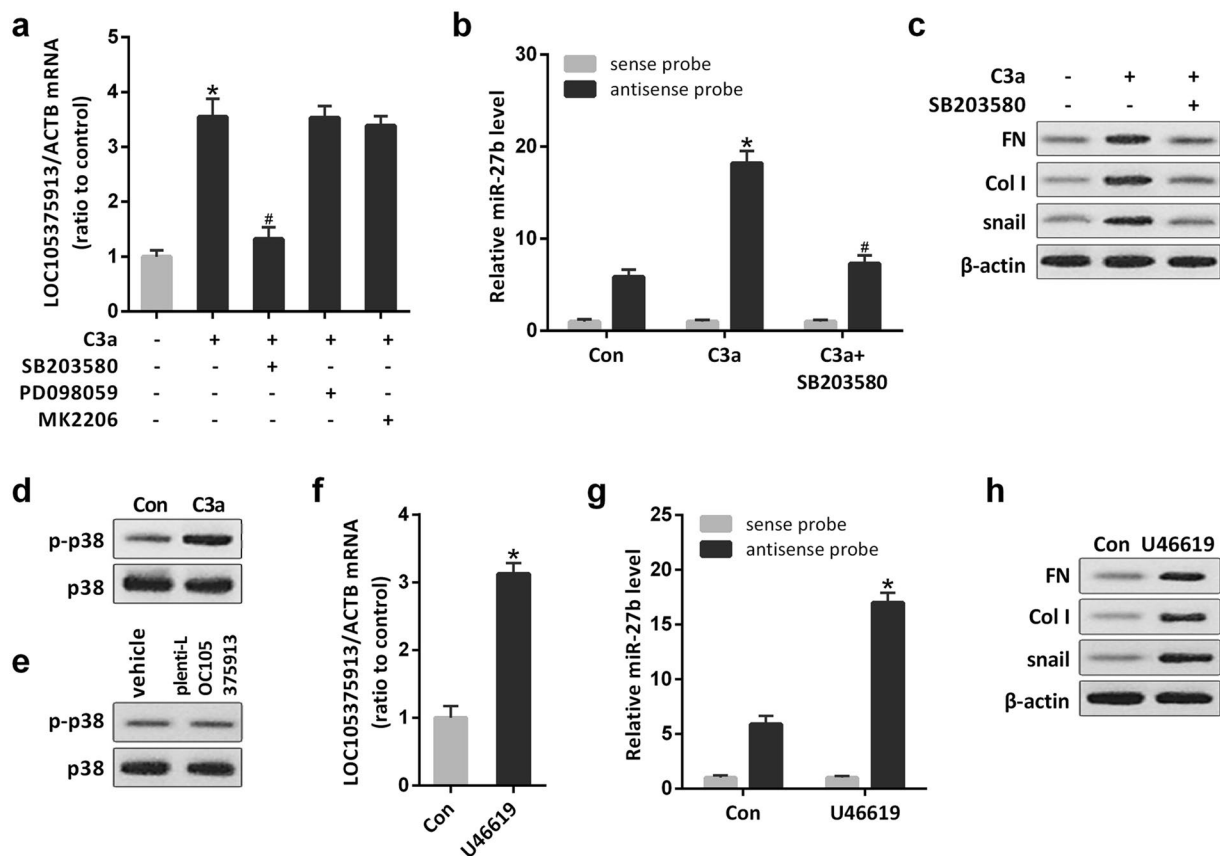 a
LOC105375913/ACTB mRNA
(ratio to control)
5
4
3
2
1
0
*
#
C3a - + + + +
SB203580 - - + - -
PD098059 - - - + -
MK2206 - - - - +
b
Relative miR-27b level
30
20
10
0
sense probe
antisense probe
*
#
Con
C3a
C3a+
SB203580
c
C3a - + +
SB203580 - - +
FN
Col I
snail
β-actin
d
Con C3a
p-p38
p38
e
vehicle
plenti-L
OC105
375913
p-p38
p38
f
LOC105375913/ACTB mRNA
(ratio to control)
4
3
2
1
0
*
Con
U46619
g
Relative miR-27b level
25
20
15
10
5
0
sense probe
antisense probe
*
Con
U46619
h
Con U46619
FN
Col I
snail
β-actin